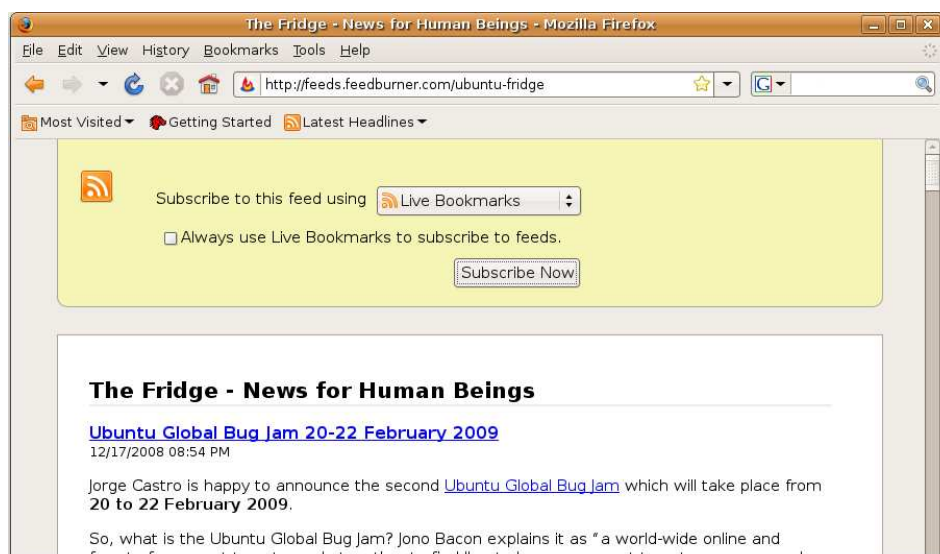 The Fridge - News for Human Beings - Mozilla Firefox
File Edit View History Bookmarks Tools Help
http://feeds.feedburner.com/ubuntu-fridge
G
Most Visited Getting Started Latest Headlines
Subscribe to this feed using Live Bookmarks
Always use Live Bookmarks to subscribe to feeds.
Subscribe Now
The Fridge - News for Human Beings
Ubuntu Global Bug Jam 20-22 February 2009
12/17/2008 08:54 PM
Jorge Castro is happy to announce the second Ubuntu Global Bug Jam which will take place from
20 to 22 February 2009.
So, what is the Ubuntu Global Bug Jam? Jono Bacon explains it as "a world-wide online and